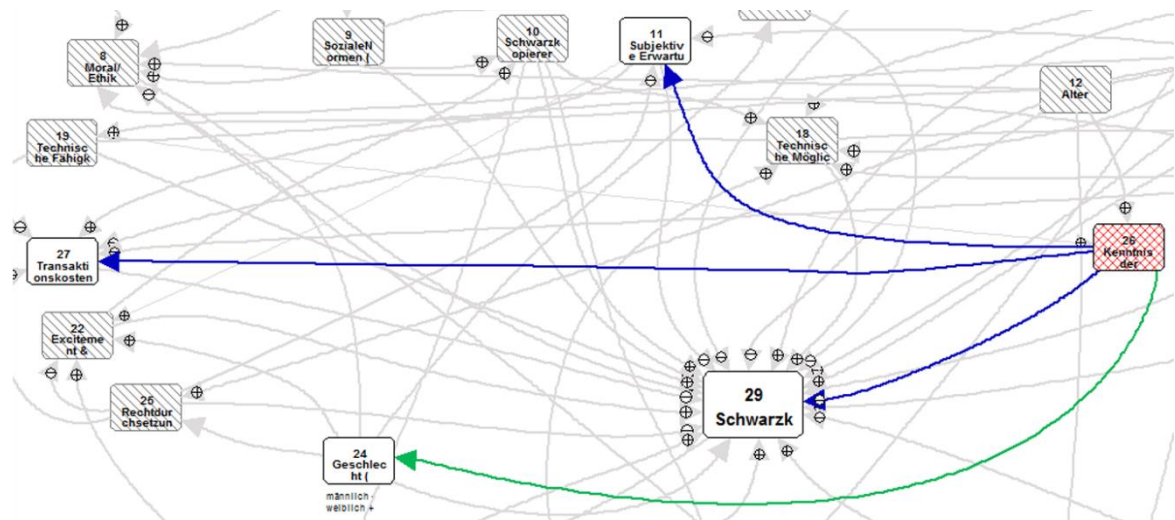 8
Moral/
Ethik
9
SozialeN
ormen (
10
Schwarzk
opierer
11
Subjektiv
e Erwartu
12
Alter
19
Technisc
he Fähigk
18
Technisc
he Möglic
27
Transakti
onskosten
26
Kenntnis
der
22
Exciteme
nt &
25
Rechtdur
chsetzun
29
Schwarzk
24
Geschlec
ht (
männlich -
weiblich +